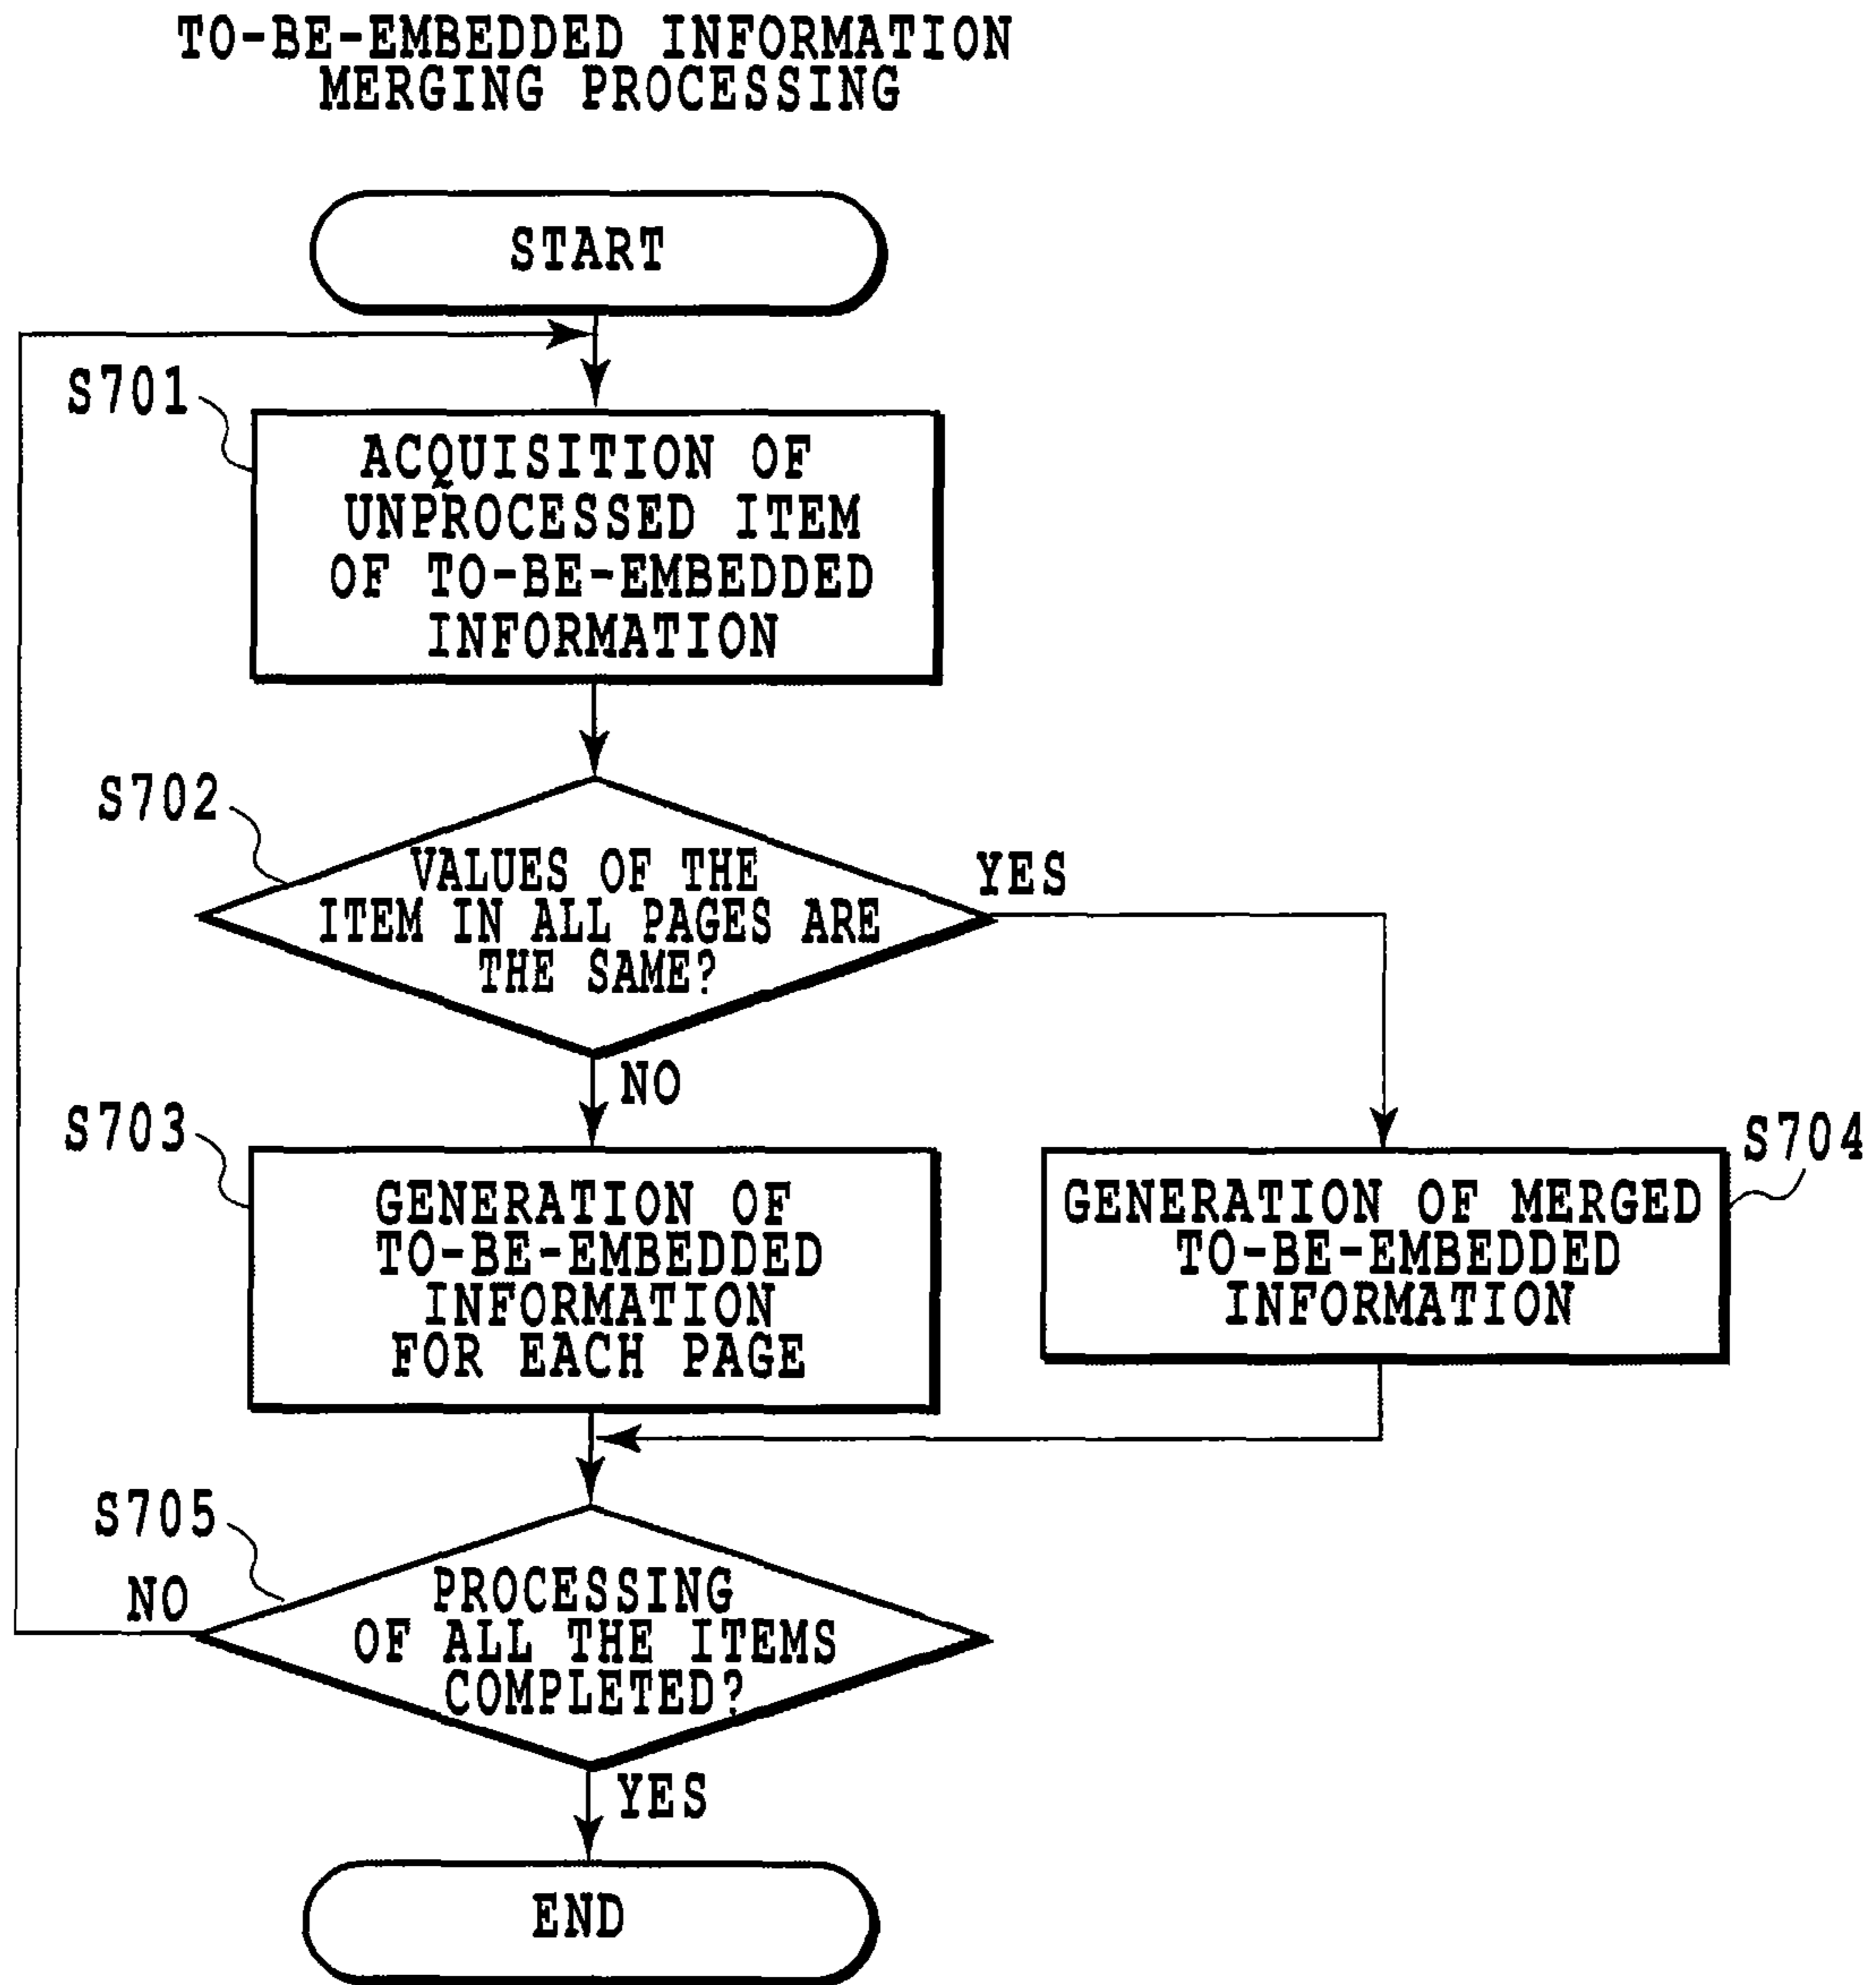 TO-BE-EMBEDDED INFORMATION
MERGING PROCESSING
START
S701
ACQUISITION OF
UNPROCESSED ITEM
OF TO-BE-EMBEDDED
INFORMATION
S702
VALUES OF THE
ITEM IN ALL PAGES ARE
THE SAME?
YES
NO
S703
GENERATION OF
TO-BE-EMBEDDED
INFORMATION
FOR EACH PAGE
S704
GENERATION OF MERGED
TO-BE-EMBEDDED
INFORMATION
S705
NO
PROCESSING
OF ALL THE ITEMS
COMPLETED?
YES
END